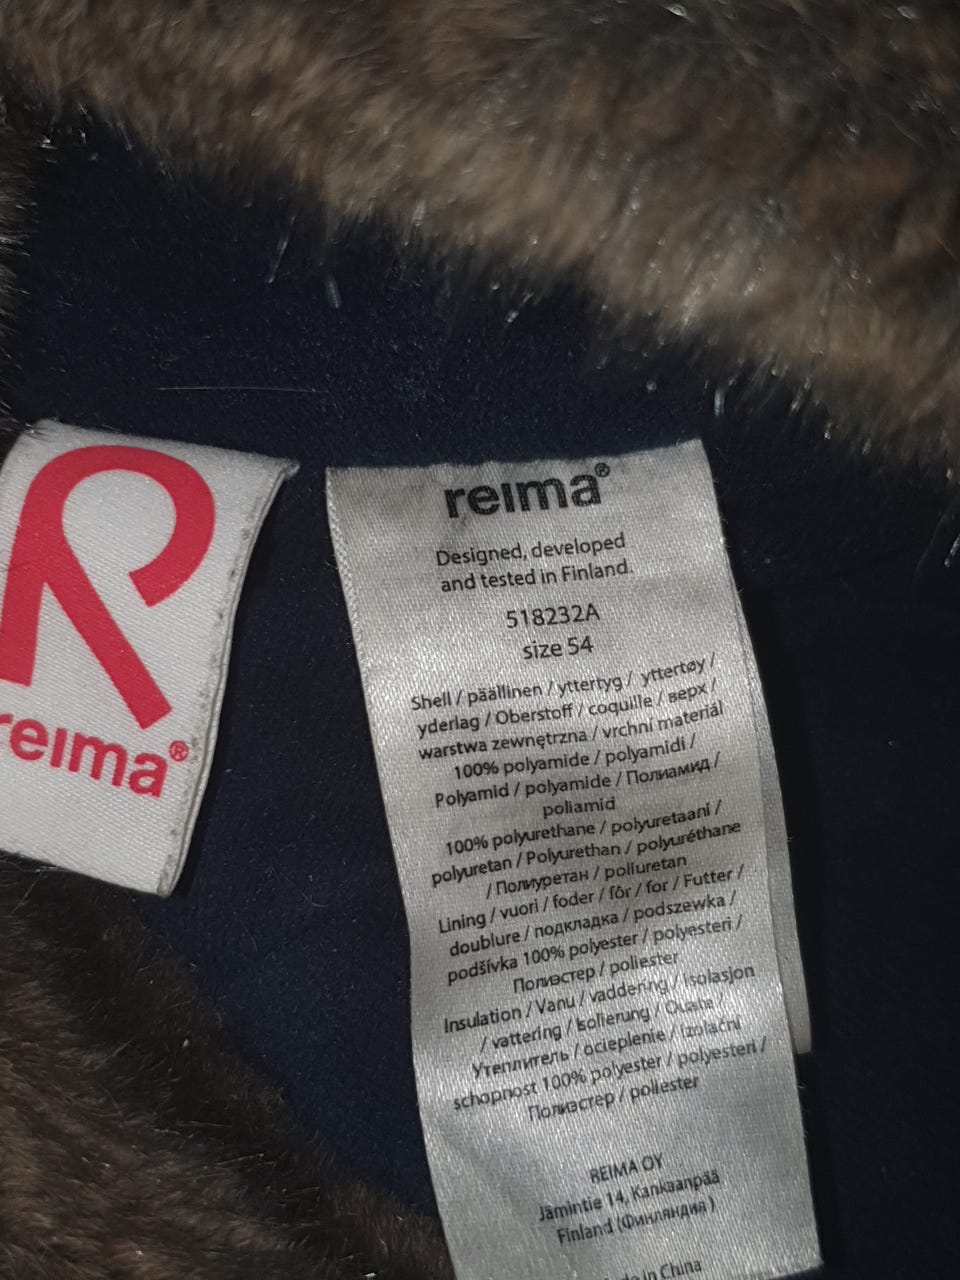 reima®
reima®
Designed, developed
and tested in Finland.
518232A
size 54
Shell / päällinen / yttertyg / yttertøy /
yderlag / Oberstoff / coquille / верх /
warstwa zewnętrzna / vrchní materiál
100% polyamide / polyamidi /
Polyamid / polyamide / Полиамид /
poliamid
100% polyurethane / polyuretaani /
polyuretan / Polyurethan / polyuréthane
/ Полиуретан / poliuretan
Lining / vuori / foder / fôr / for / Futter /
doublure / подкладка / podszewka /
podšívka 100% polyester / polyesteri /
Полиэстер / poliester
Insulation / Vanu / vaddering / Isolasjon
/ vattering / Isolierung / Ouate /
Утеплитель / ocieplenie / Izolační
schopnost 100% polyester / polyesteri /
Полиэстер / poliester
REIMA OY
Jämintie 14, Kankaanpää
Finland (Финляндия)
in China